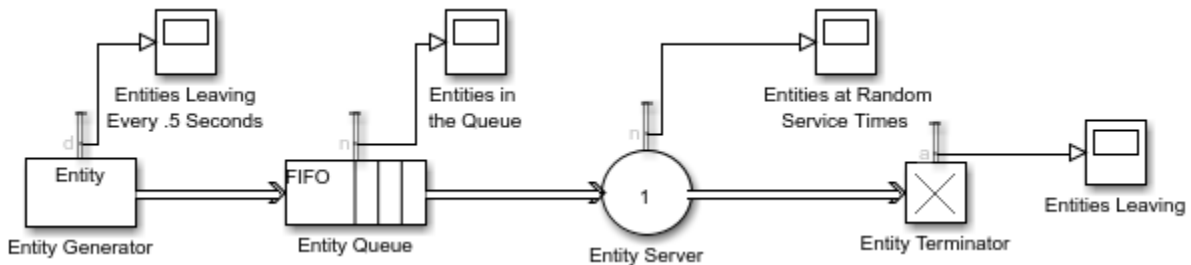 Entities Leaving
Every .5 Seconds
Entities in
the Queue
Entities at Random
Service Times
Entities Leaving
d
n
n
a
Entity
FIFO
1
Entity Generator
Entity Queue
Entity Server
Entity Terminator